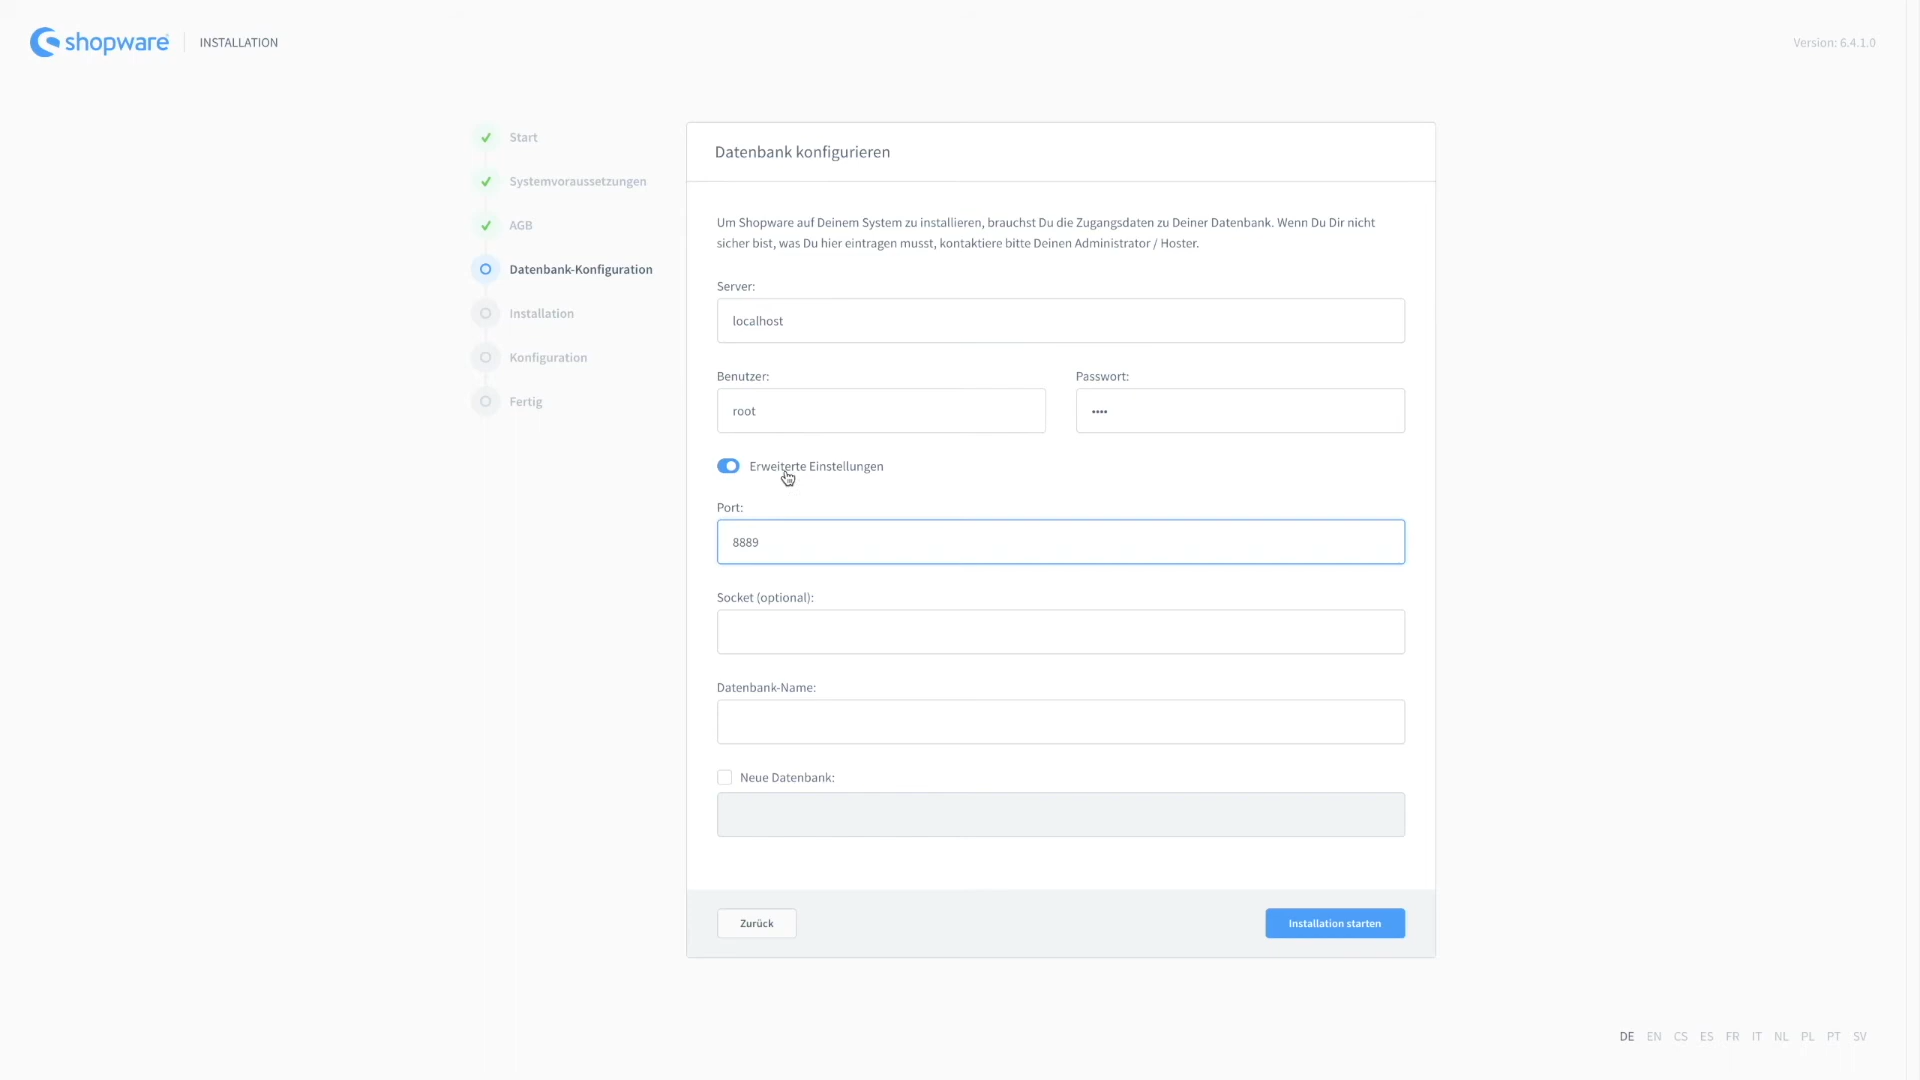 shopware
INSTALLATION
Version: 6.4.1.0
Start
Systemvoraussetzungen
AGB
Datenbank-Konfiguration
Installation
Konfiguration
Fertig
Datenbank konfigurieren
Um Shopware auf Deinem System zu installieren, brauchst Du die Zugangsdaten zu Deiner Datenbank. Wenn Du Dir nicht
sicher bist, was Du hier eintragen musst, kontaktiere bitte Deinen Administrator / Hoster.
Server:
localhost
Benutzer:
root
Passwort:
••••
Erweiterte Einstellungen
Port:
8889
Socket (optional):
Datenbank-Name:
Neue Datenbank:
Zurück
Installation starten
DE EN CS ES FR IT NL PL PT SV